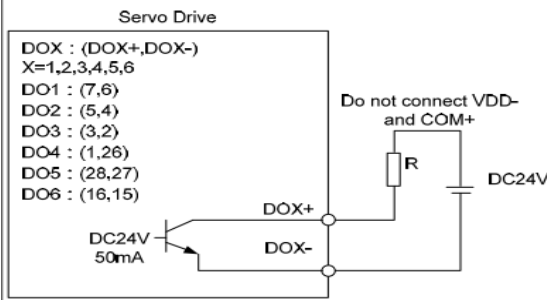 Servo Drive
DOX : (DOX+,DOX-)
X=1,2,3,4,5,6
DO1 : (7,6)
DO2 : (5,4)
DO3 : (3,2)
DO4 : (1,26)
DO5 : (28,27)
DO6 : (16,15)
Do not connect VDD-
and COM+
R
DC24V
DOX+
DC24V
50mA
DOX-